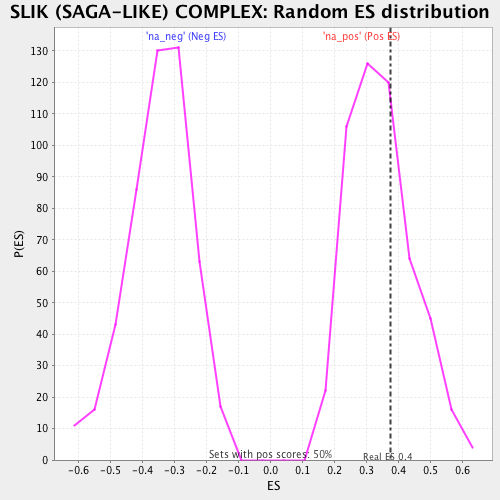 SLIK (SAGA-LIKE) COMPLEX: Random ES distribution
'na_neg' (Neg ES)
'na_pos' (Pos ES)
130
120
110
100
90
80
70
60
50
40
30
20
10
0
P(ES)
Sets with pos scores: 50%
Real ES 0.4
-0.6 -0.5 -0.4 -0.3 -0.2 -0.1 -0.0 0.1 0.2 0.3 0.4 0.5 0.6
ES